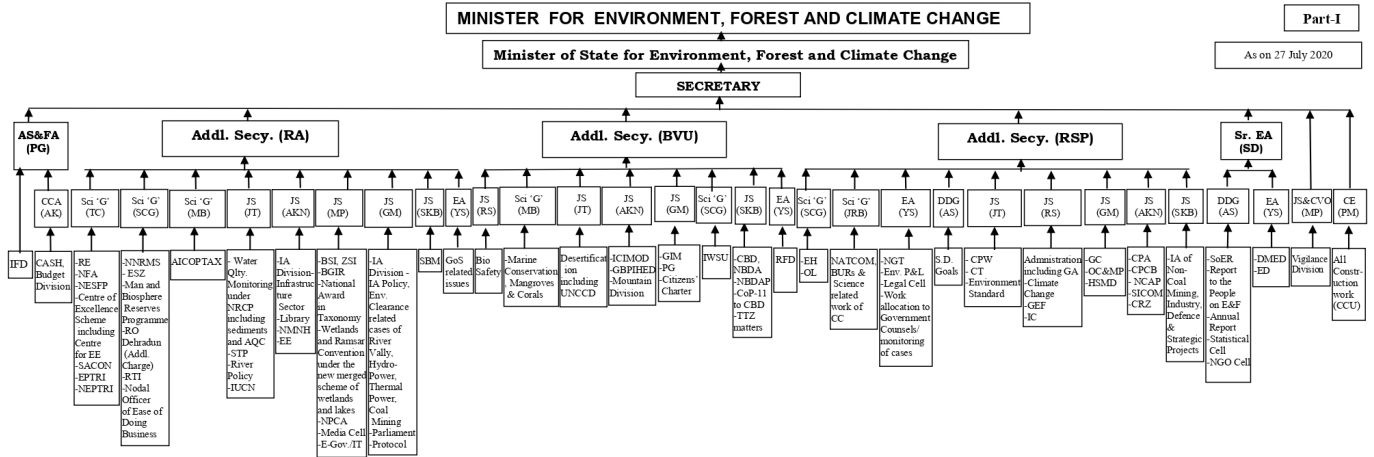 MINISTER FOR ENVIRONMENT, FOREST AND CLIMATE CHANGE
Part-I
Minister of State for Environment, Forest and Climate Change
As on 27 July 2020
SECRETARY
AS&FA
(PG)
Addl. Secy. (RA)
Addl. Secy. (BVU)
Addl. Secy. (RSP)
Sr. EA
(SD)
CCA
(AK)
Sci 'G'
(TC)
Sci 'G'
(SCG)
Sci 'G'
(MB)
JS
(JT)
JS
(AKN)
JS
(MP)
JS
(GM)
JS
(SKB)
EA
(YS)
JS
(RS)
Sci 'G'
(MB)
JS
(JT)
JS
(AKN)
JS
(GM)
Sci 'G'
(SCG)
JS
(SKB)
EA
(YS)
Sci 'G'
(SCG)
Sci 'G'
(JRB)
EA
(YS)
DDG
(AS)
JS
(JT)
JS
(RS)
JS
(GM)
JS
(AKN)
JS
(SKB)
DDG
(AS)
EA
(YS)
JS&CVO
(MP)
CE
(PM)
IFD
CASH,
Budget
Division
-RE
-NFA
-NESFP
-Centre of
Excellence
Scheme
including
Centre
for EE
-SACON
-EPTRI
-NEPTRI
-NNRMS
- ESZ
-Man and
Biosphere
Reserves
Programme
-RO
Dehradun
(Addl.
Charge)
-RTI
-Nodal
Officer
of Ease of
Doing
Business
AICOPTAX
- Water
Qlty.
Monitoring
under
NRCP
including
sediments
and AQC
-STP
-River
Policy
-IUCN
-IA
Division-
Infrastruc
ture
Sector
-Library
-NMNH
-EE
-BSI, ZSI
-BGIR
-National
Award
in
Taxonomy
-Wetlands
and Ramsar
Convention
under the
new merged
scheme of
wetlands
and lakes
-NPCA
-Media Cell
-E-Gov./IT
-IA
Division -
IA Policy,
Env.
Clearance
related
cases of
River
Vally,
Hydro-
Power,
Thermal
Power,
Coal
Mining
-Parliament
-Protocol
SBM
GoS
related
issues
Bio
Safety
-Marine
Conservation
, Mangroves
& Corals
Desertificat
ion
including
UNCCD
-ICIMOD
-GBPIHED
-Mountain
Division
-GIM
-PG
-Citizens'
Charter
IWSU
-CBD,
NBDA
-NBDAP
-CoP-11
to CBD
-TTZ
matters
RFD
-EH
-OL
NATCOM,
BURs &
Science
related
work of
CC
-NGT
-Env. P&L
-Legal Cell
-Work
allocation to
Government
Counsels/
monitoring
of cases
S.D.
Goals
- CPW
- CT
-Environment
Standard
Admnistration
including GA
-Climate
Change
-GEF
-IC
- GC
-OC&MP
-HSMD
-CPA
-CPCB
- NCAP
-SICOM
-CRZ
-IA of
Non-
Coal
Mining,
Industry,
Defence
&
Strategic
Projects
-SoER
-Report
to the
People
on E&F
-Annual
Report
-Statistical
Cell
-NGO Cell
-DMED
-ED
Vigilance
Division
All
Constr-
uction
work
(CCU)